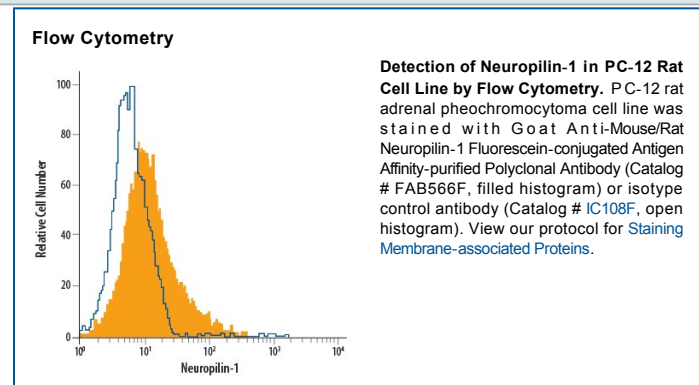 Flow Cytometry
Detection of Neuropilin-1 in PC-12 Rat
Cell Line by Flow Cytometry. PC-12 rat
adrenal pheochromocytoma cell line was
stained with Goat Anti-Mouse/Rat
Neuropilin-1 Fluorescein-conjugated Antigen
Affinity-purified Polyclonal Antibody (Catalog
# FAB566F, filled histogram) or isotype
control antibody (Catalog # IC108F, open
histogram). View our protocol for Staining
Membrane-associated Proteins.
Relative Cell Number
100
80
60
40
20
0
10⁰ 10¹ 10² 10³ 10⁴
Neuropilin-1